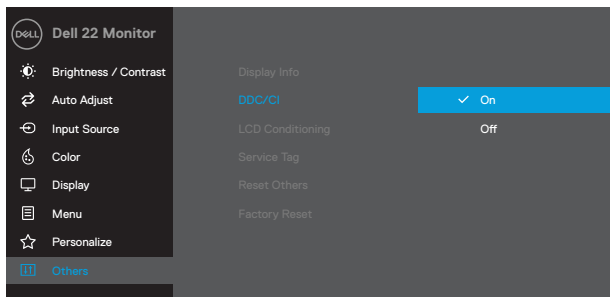 DELL
Dell 22 Monitor
Brightness / Contrast
Auto Adjust
Input Source
Color
Display
Menu
Personalize
Others
Display Info
DDC/CI
LCD Conditioning
Service Tag
Reset Others
Factory Reset
On
Off